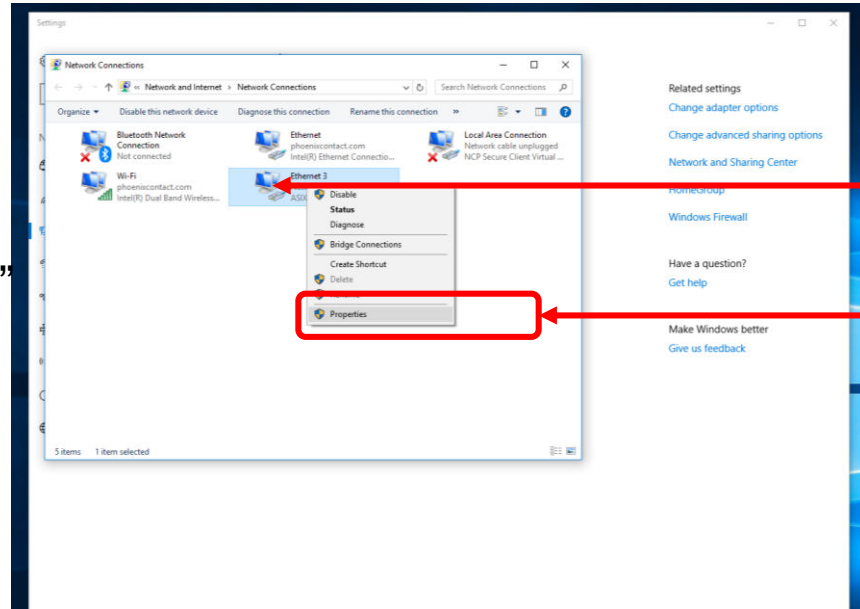 Settings
Network Connections
« Network and Internet › Network Connections
Search Network Connections
Organize
Disable this network device
Diagnose this connection
Rename this connection
»
Bluetooth Network
Connection
Not connected
Ethernet
phoenixcontact.com
Intel(R) Ethernet Connectio...
Local Area Connection
Network cable unplugged
NCP Secure Client Virtual ...
Wi-Fi
phoenixcontact.com
Intel(R) Dual Band Wireless...
Ethernet 3
ASIX
Disable
Status
Diagnose
Bridge Connections
Create Shortcut
Delete
Properties
5 items 1 item selected
Related settings
Change adapter options
Change advanced sharing options
Network and Sharing Center
HomeGroup
Windows Firewall
Have a question?
Get help
Make Windows better
Give us feedback
”